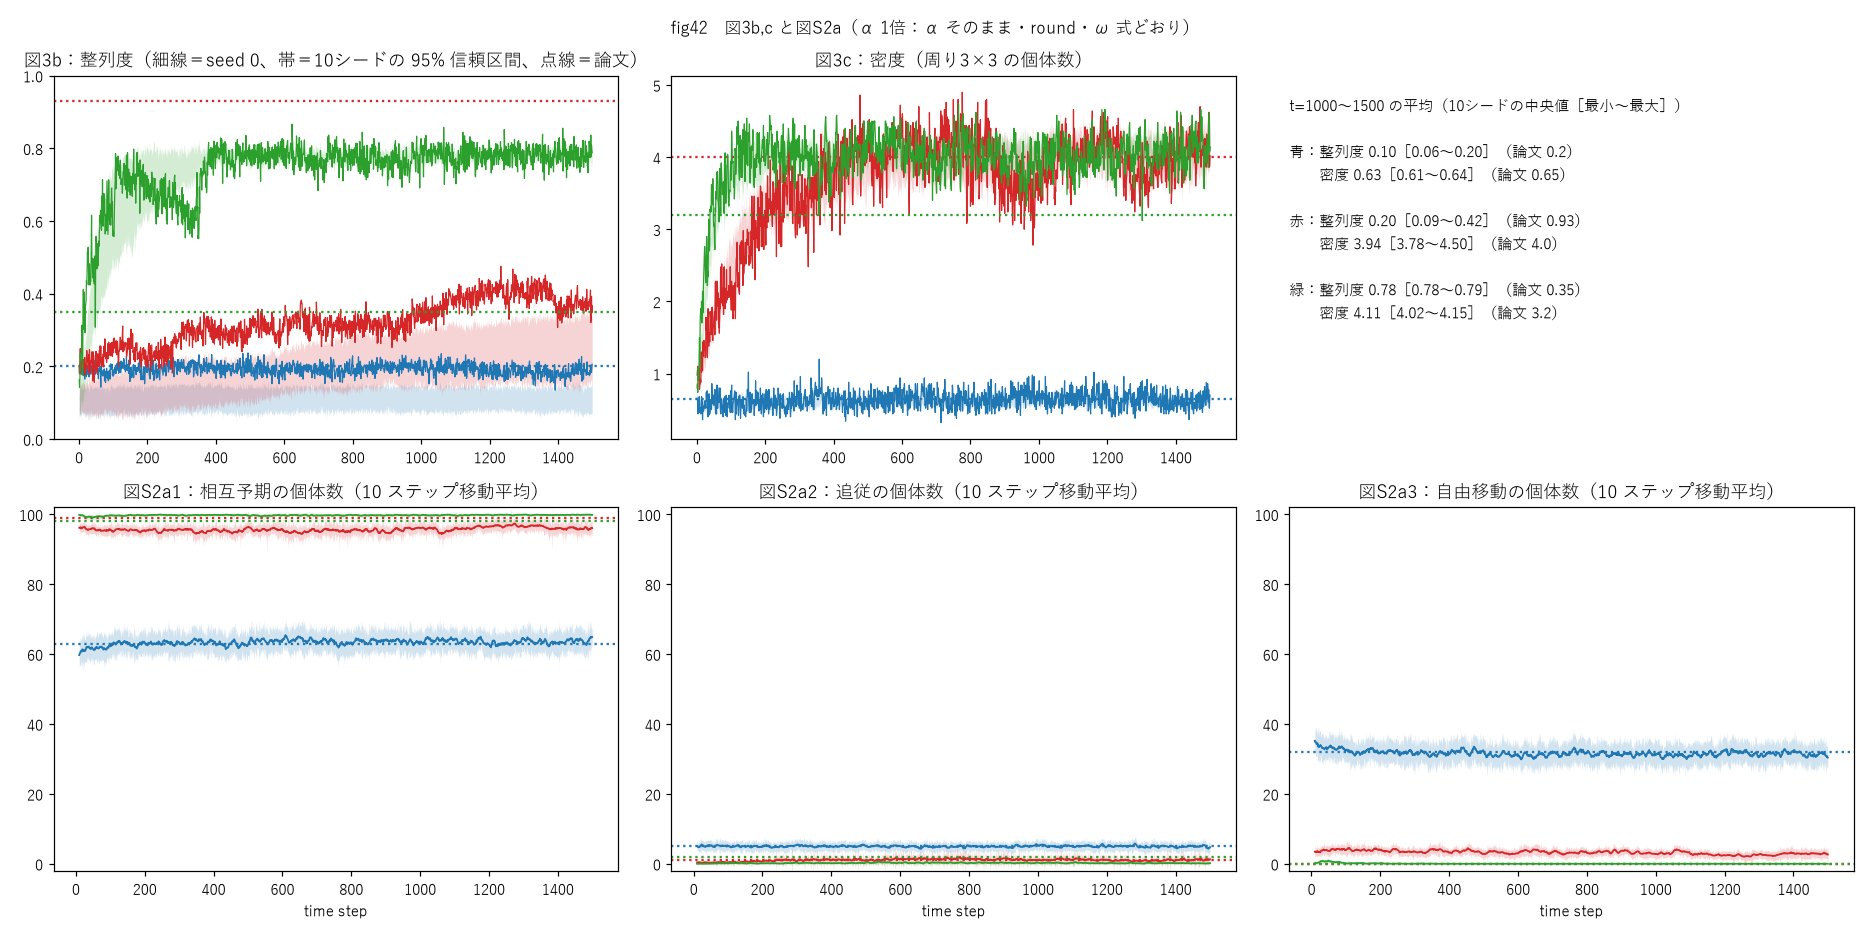 fig42　図3b,c と図S2a（α 1倍：α そのまま・round・ω 式どおり）
図3b：整列度（細線＝seed 0、帯＝10シードの 95% 信頼区間、点線＝論文）
1.0
0.8
0.6
0.4
0.2
0.0
0 200 400 600 800 1000 1200 1400
図3c：密度（周り3×3 の個体数）
5
4
3
2
1
0 200 400 600 800 1000 1200 1400
t=1000～1500 の平均（10シードの中央値［最小～最大］）
青：整列度 0.10［0.06～0.20］（論文 0.2）
密度 0.63［0.61～0.64］（論文 0.65）
赤：整列度 0.20［0.09～0.42］（論文 0.93）
密度 3.94［3.78～4.50］（論文 4.0）
緑：整列度 0.78［0.78～0.79］（論文 0.35）
密度 4.11［4.02～4.15］（論文 3.2）
図S2a1：相互予期の個体数（10 ステップ移動平均）
100
80
60
40
20
0
0 200 400 600 800 1000 1200 1400
time step
図S2a2：追従の個体数（10 ステップ移動平均）
100
80
60
40
20
0
0 200 400 600 800 1000 1200 1400
time step
図S2a3：自由移動の個体数（10 ステップ移動平均）
100
80
60
40
20
0
0 200 400 600 800 1000 1200 1400
time step